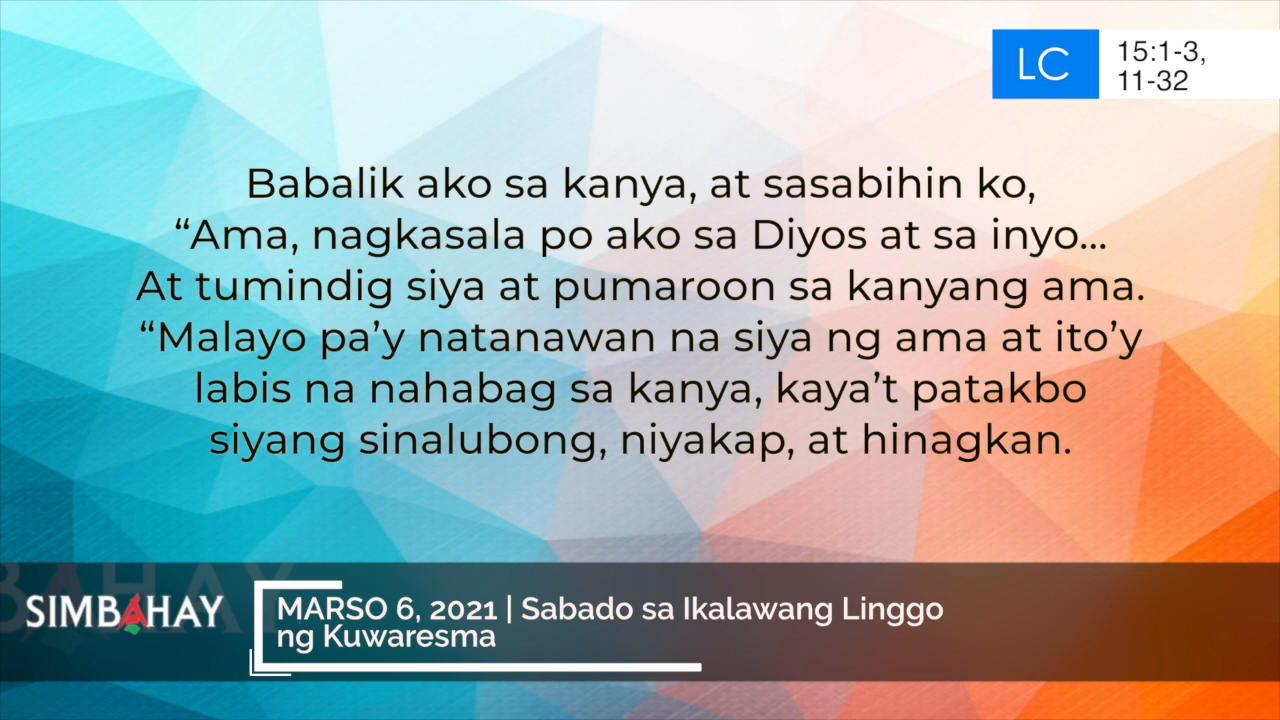 LC
15:1-3,
11-32
Babalik ako sa kanya, at sasabihin ko,
“Ama, nagkasala po ako sa Diyos at sa inyo...
At tumindig siya at pumaroon sa kanyang ama.
“Malayo pa’y natanawan na siya ng ama at ito’y
labis na nahabag sa kanya, kaya’t patakbo
siyang sinalubong, niyakap, at hinagkan.
SIMBAHAY
MARSO 6, 2021 | Sabado sa Ikalawang Linggo
ng Kuwaresma